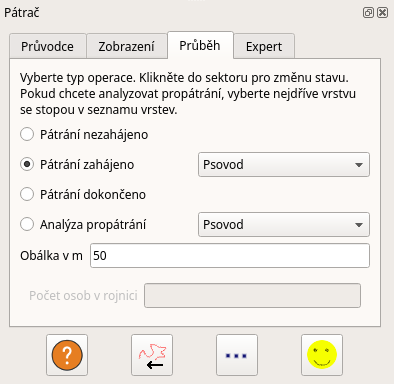 Pátrač
Průvodce Zobrazení Průběh Expert
Vyberte typ operace. Klikněte do sektoru pro změnu stavu.
Pokud chcete analyzovat propátrání, vyberte nejdříve vrstvu
se stopou v seznamu vrstev.
Pátrání nezahájeno
Pátrání zahájeno Psovod
Pátrání dokončeno
Analýza propátrání Psovod
Obálka v m 50
Počet osob v rojnici
?